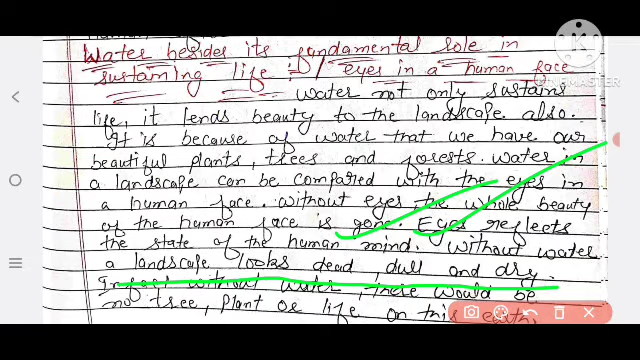 Water besides its fundamental role in
sustaining life :- / eyes in a human face
Water not only sustains
life, it lends beauty to the landscape also.
It is because of water that we have our
beautiful plants, trees and forests. Water in
a landscape can be compared with the eyes in
a human face. Without eyes the whole beauty
of the human face is gone. Eyes reflects
the state of the human mind. Without water
a landscape looks dead, dull and dry.
Infact without water, there would be
no tree, plant or life on this earth.
KINEMASTER